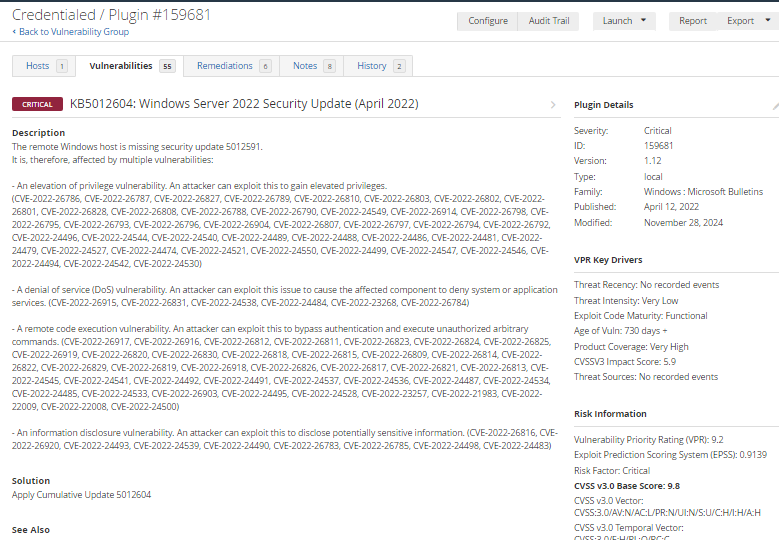 Credentialed / Plugin #159681
‹ Back to Vulnerability Group
Configure
Audit Trail
Launch
Report
Export
Hosts 1
Vulnerabilities 55
Remediations 6
Notes 8
History 2
CRITICAL KB5012604: Windows Server 2022 Security Update (April 2022)
Description
The remote Windows host is missing security update 5012591.
It is, therefore, affected by multiple vulnerabilities:
- An elevation of privilege vulnerability. An attacker can exploit this to gain elevated privileges.
(CVE-2022-26786, CVE-2022-26787, CVE-2022-26827, CVE-2022-26789, CVE-2022-26810, CVE-2022-26803, CVE-2022-26802, CVE-2022-
26801, CVE-2022-26828, CVE-2022-26808, CVE-2022-26788, CVE-2022-26790, CVE-2022-24549, CVE-2022-26914, CVE-2022-26798, CVE-
2022-26795, CVE-2022-26793, CVE-2022-26796, CVE-2022-26904, CVE-2022-26807, CVE-2022-26797, CVE-2022-26794, CVE-2022-26792,
CVE-2022-24496, CVE-2022-24544, CVE-2022-24540, CVE-2022-24489, CVE-2022-24488, CVE-2022-24486, CVE-2022-24481, CVE-2022-
24479, CVE-2022-24527, CVE-2022-24474, CVE-2022-24521, CVE-2022-24550, CVE-2022-24499, CVE-2022-24547, CVE-2022-24546, CVE-
2022-24494, CVE-2022-24542, CVE-2022-24530)
- A denial of service (DoS) vulnerability. An attacker can exploit this issue to cause the affected component to deny system or application
services. (CVE-2022-26915, CVE-2022-26831, CVE-2022-24538, CVE-2022-24484, CVE-2022-23268, CVE-2022-26784)
- A remote code execution vulnerability. An attacker can exploit this to bypass authentication and execute unauthorized arbitrary
commands. (CVE-2022-26917, CVE-2022-26916, CVE-2022-26812, CVE-2022-26811, CVE-2022-26823, CVE-2022-26824, CVE-2022-26825,
CVE-2022-26919, CVE-2022-26820, CVE-2022-26830, CVE-2022-26818, CVE-2022-26815, CVE-2022-26809, CVE-2022-26814, CVE-2022-
26822, CVE-2022-26829, CVE-2022-26819, CVE-2022-26918, CVE-2022-26826, CVE-2022-26817, CVE-2022-26821, CVE-2022-26813, CVE-
2022-24545, CVE-2022-24541, CVE-2022-24492, CVE-2022-24491, CVE-2022-24537, CVE-2022-24536, CVE-2022-24487, CVE-2022-24534,
CVE-2022-24485, CVE-2022-24533, CVE-2022-26903, CVE-2022-24495, CVE-2022-24528, CVE-2022-23257, CVE-2022-21983, CVE-2022-
22009, CVE-2022-22008, CVE-2022-24500)
- An information disclosure vulnerability. An attacker can exploit this to disclose potentially sensitive information. (CVE-2022-26816, CVE-
2022-26920, CVE-2022-24493, CVE-2022-24539, CVE-2022-24490, CVE-2022-26783, CVE-2022-26785, CVE-2022-24498, CVE-2022-24483)
Solution
Apply Cumulative Update 5012604
See Also
Plugin Details
Severity: Critical
ID: 159681
Version: 1.12
Type: local
Family: Windows : Microsoft Bulletins
Published: April 12, 2022
Modified: November 28, 2024
VPR Key Drivers
Threat Recency: No recorded events
Threat Intensity: Very Low
Exploit Code Maturity: Functional
Age of Vuln: 730 days +
Product Coverage: Very High
CVSSV3 Impact Score: 5.9
Threat Sources: No recorded events
Risk Information
Vulnerability Priority Rating (VPR): 9.2
Exploit Prediction Scoring System (EPSS): 0.9139
Risk Factor: Critical
CVSS v3.0 Base Score: 9.8
CVSS v3.0 Vector:
CVSS:3.0/AV:N/AC:L/PR:N/UI:N/S:U/C:H/I:H/A:H
CVSS v3.0 Temporal Vector:
CVSS:3.0/E:H/RL:O/RC:C